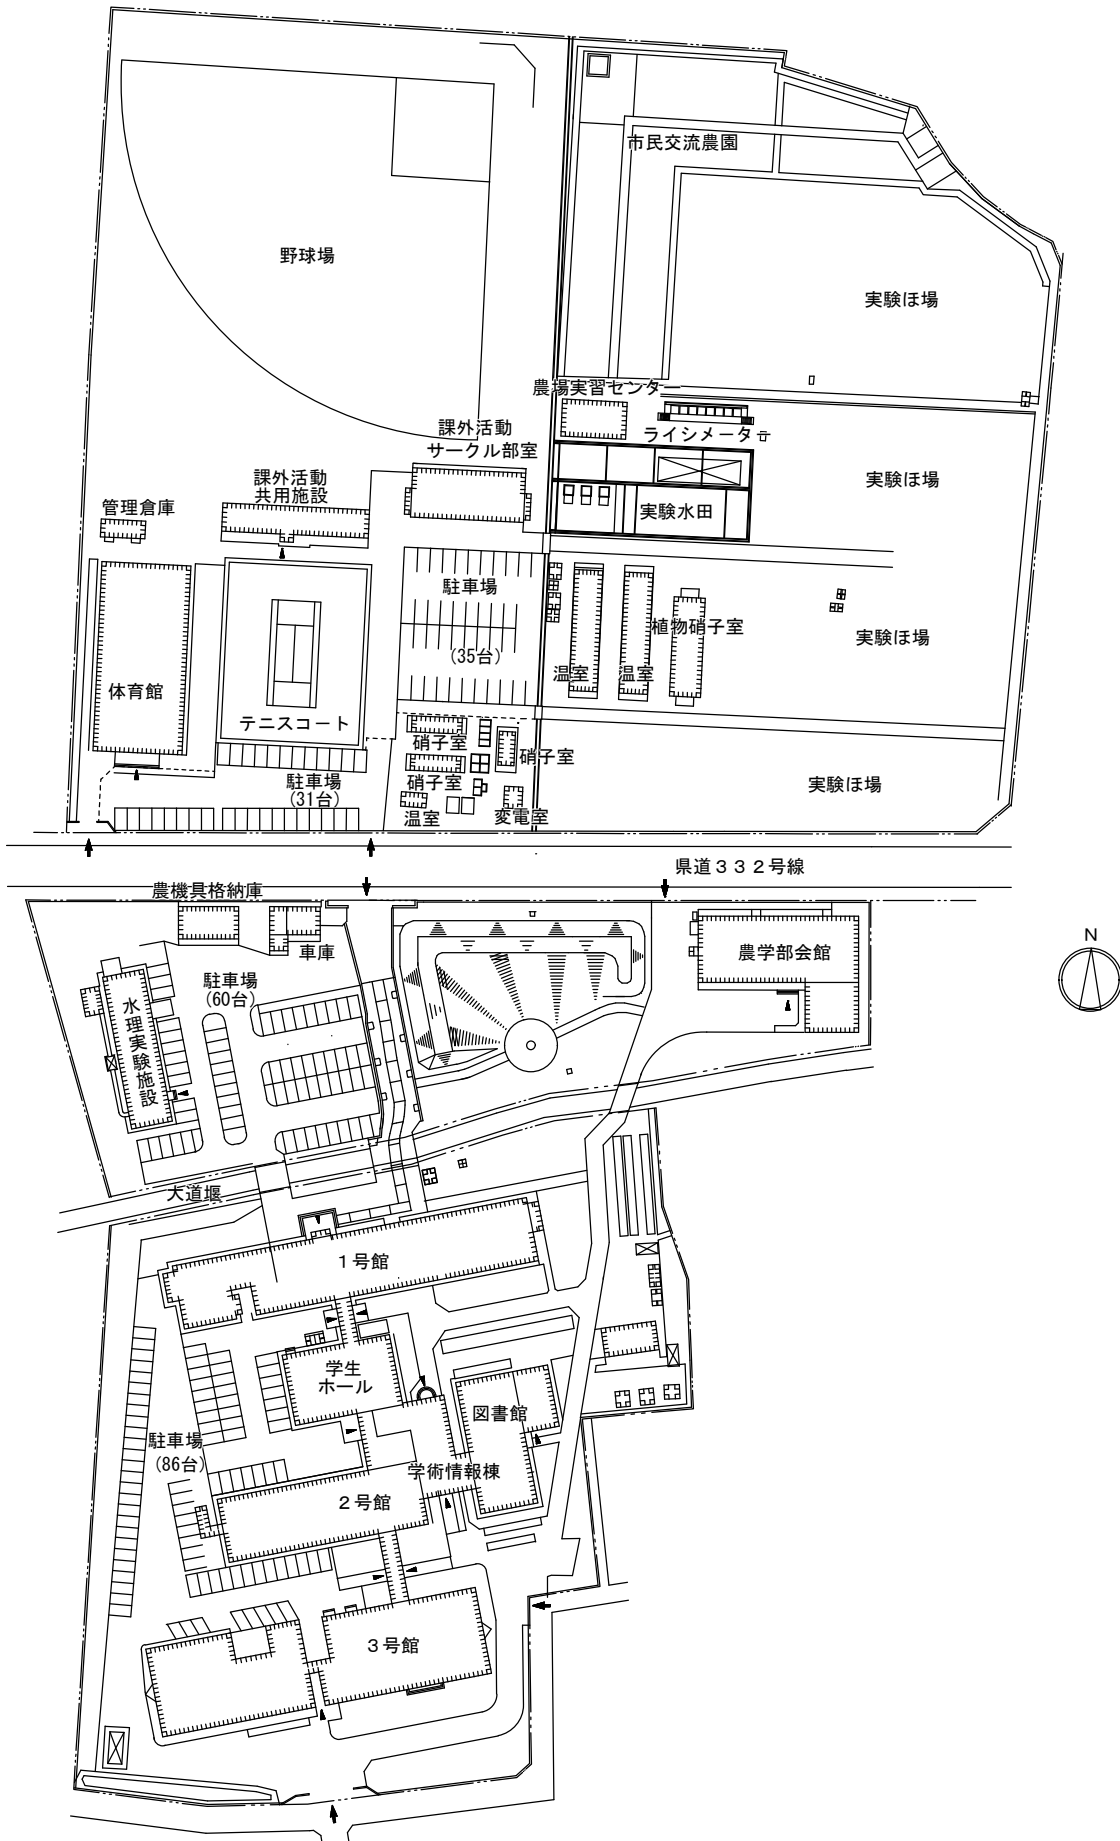 市民交流農園
野球場
実験ほ場
農場実習センター
ライシメーター
課外活動
サークル部室
実験ほ場
課外活動
共用施設
管理倉庫
実験水田
駐車場
(35台)
植物硝子室
実験ほ場
温室
温室
体育館
テニスコート
硝子室
硝子室
硝子室
駐車場
(31台)
温室
変電室
実験ほ場
県道332号線
農機具格納庫
車庫
農学部会館
N
駐車場
(60台)
水理実験施設
大道堰
1号館
学生
ホール
図書館
駐車場
(86台)
学術情報棟
2号館
3号館